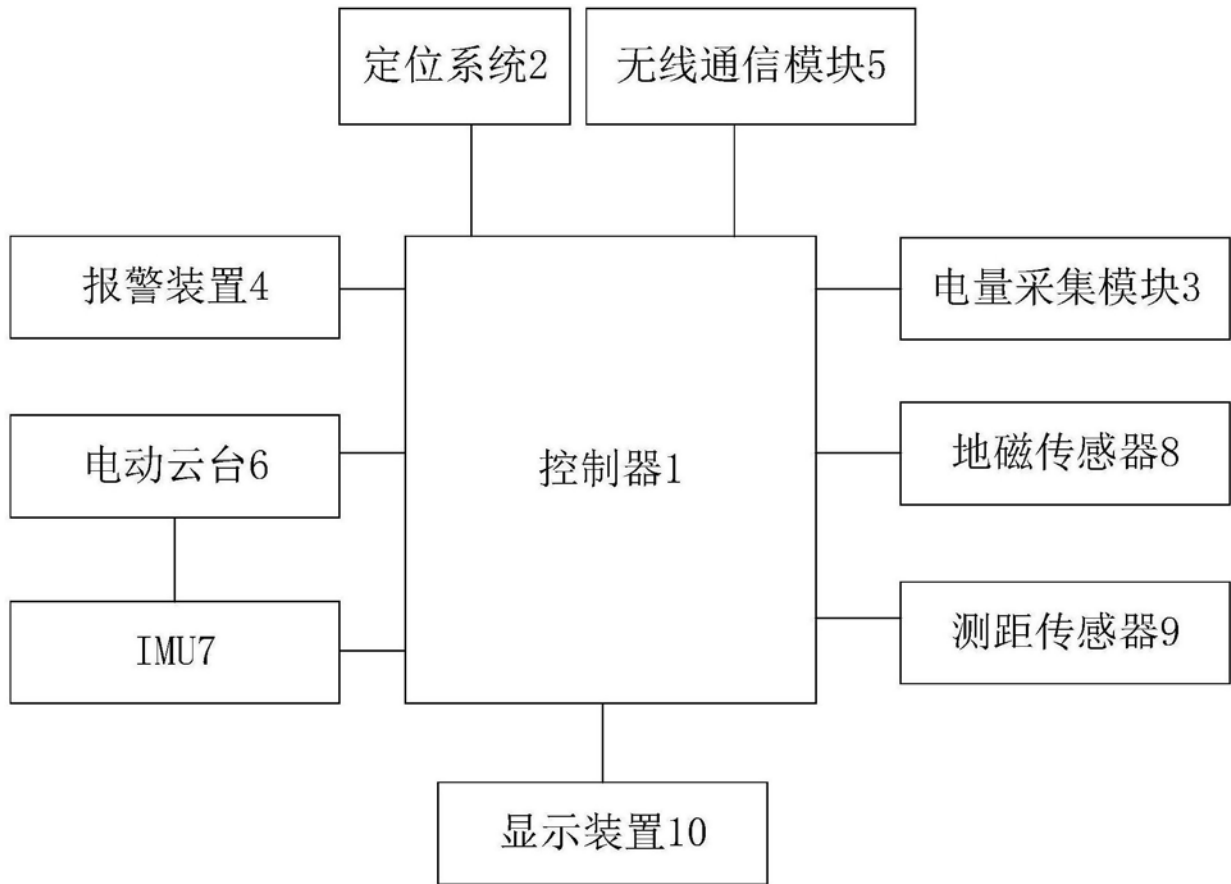 定位系统2
无线通信模块5
报警装置4
电量采集模块3
电动云台6
控制器1
地磁传感器8
IMU7
测距传感器9
显示装置10